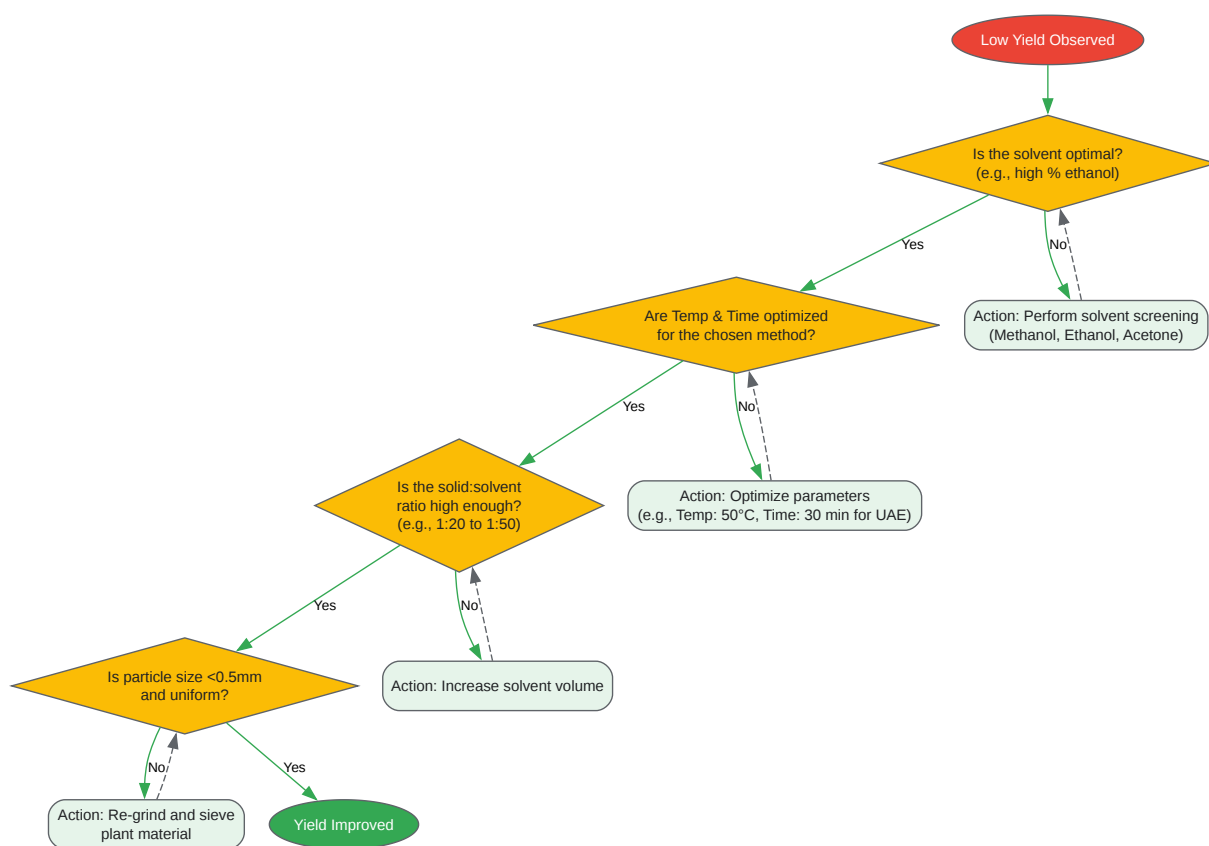 Low Yield Observed
Is the solvent optimal?
(e.g., high % ethanol)
Yes
No
Action: Perform solvent screening
(Methanol, Ethanol, Acetone)
Are Temp & Time optimized
for the chosen method?
Yes
No
Action: Optimize parameters
(e.g., Temp: 50°C, Time: 30 min for UAE)
Is the solid:solvent
ratio high enough?
(e.g., 1:20 to 1:50)
Yes
No
Action: Increase solvent volume
Is particle size <0.5mm
and uniform?
No
Yes
Action: Re-grind and sieve
plant material
Yield Improved